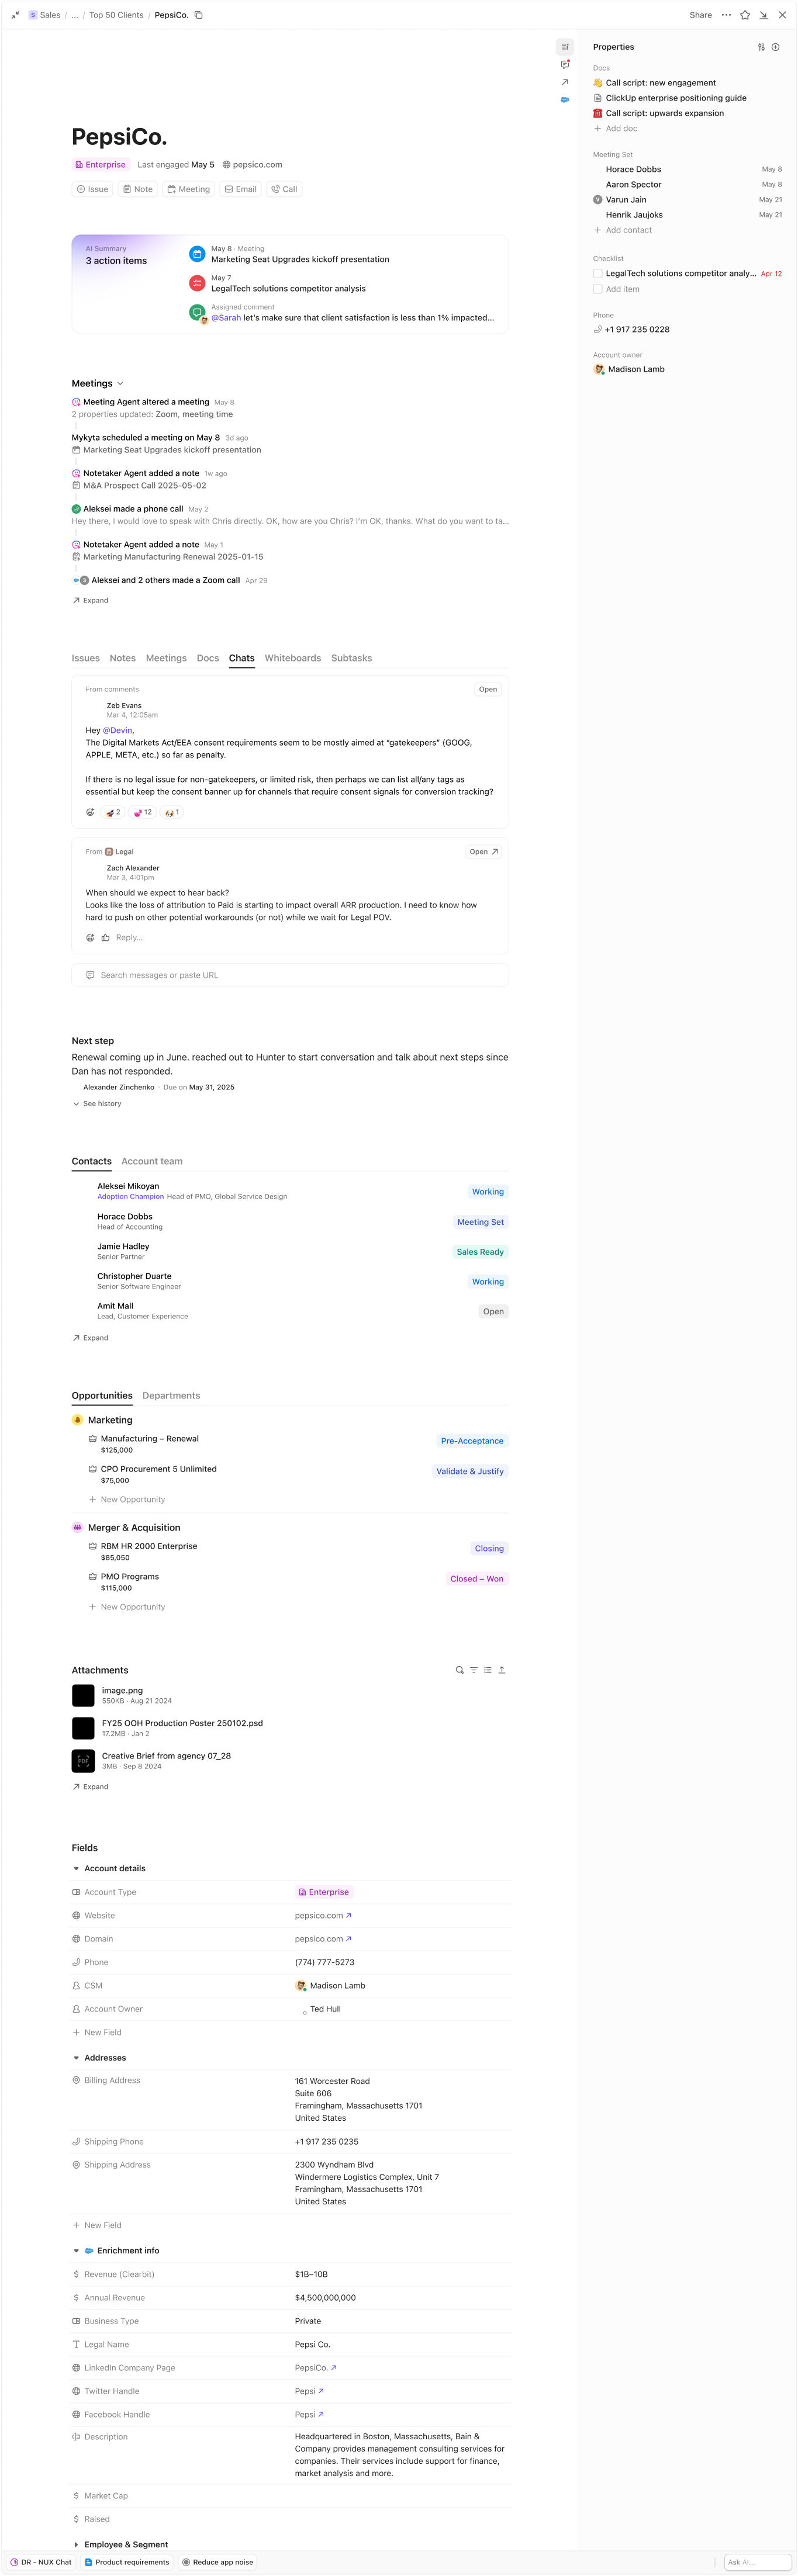 S Sales / ... / Top 50 Clients / PepsiCo.
Share
PepsiCo.
Enterprise Last engaged May 5 pepsico.com
Issue Note Meeting Email Call
AI Summary
3 action items
May 8 · Meeting
Marketing Seat Upgrades kickoff presentation
May 7
LegalTech solutions competitor analysis
Assigned comment
@Sarah let's make sure that client satisfaction is less than 1% impacted...
Meetings
Meeting Agent altered a meeting May 8
2 properties updated: Zoom, meeting time
Mykyta scheduled a meeting on May 8 3d ago
Marketing Seat Upgrades kickoff presentation
Notetaker Agent added a note 1w ago
M&A Prospect Call 2025-05-02
Aleksei made a phone call May 2
Hey there, I would love to speak with Chris directly. OK, how are you Chris? I'm OK, thanks. What do you want to ta...
Notetaker Agent added a note May 1
Marketing Manufacturing Renewal 2025-01-15
Aleksei and 2 others made a Zoom call Apr 29
Expand
Issues Notes Meetings Docs Chats Whiteboards Subtasks
From comments
Open
Zeb Evans
Mar 4, 12:05am
Hey @Devin,
The Digital Markets Act/EEA consent requirements seem to be mostly aimed at “gatekeepers” (GOOG,
APPLE, META, etc.) so far as penalty.
If there is no legal issue for non-gatekeepers, or limited risk, then perhaps we can list all/any tags as
essential but keep the consent banner up for channels that require consent signals for conversion tracking?
2 12 1
From Legal
Open
Zach Alexander
Mar 3, 4:01pm
When should we expect to hear back?
Looks like the loss of attribution to Paid is starting to impact overall ARR production. I need to know how
hard to push on other potential workarounds (or not) while we wait for Legal POV.
Reply...
Search messages or paste URL
Next step
Renewal coming up in June. reached out to Hunter to start conversation and talk about next steps since
Dan has not responded.
Alexander Zinchenko · Due on May 31, 2025
See history
Contacts Account team
Aleksei Mikoyan
Adoption Champion Head of PMO, Global Service Design
Working
Horace Dobbs
Head of Accounting
Meeting Set
Jamie Hadley
Senior Partner
Sales Ready
Christopher Duarte
Senior Software Engineer
Working
Amit Mall
Lead, Customer Experience
Open
Expand
Opportunities Departments
Marketing
Manufacturing – Renewal
$125,000
Pre-Acceptance
CPO Procurement 5 Unlimited
$75,000
Validate & Justify
New Opportunity
Merger & Acquisition
RBM HR 2000 Enterprise
$85,050
Closing
PMO Programs
$115,000
Closed – Won
New Opportunity
Attachments
image.png
550KB · Aug 21 2024
FY25 OOH Production Poster 250102.psd
17.2MB · Jan 2
PDF
Creative Brief from agency 07_28
3MB · Sep 8 2024
Expand
Fields
Account details
Account Type Enterprise
Website pepsico.com
Domain pepsico.com
Phone (774) 777-5273
CSM Madison Lamb
Account Owner Ted Hull
New Field
Addresses
Billing Address 161 Worcester Road
Suite 606
Framingham, Massachusetts 1701
United States
Shipping Phone +1 917 235 0235
Shipping Address 2300 Wyndham Blvd
Windermere Logistics Complex, Unit 7
Framingham, Massachusetts 1701
United States
New Field
Enrichment info
Revenue (Clearbit) $1B–10B
Annual Revenue $4,500,000,000
Business Type Private
Legal Name Pepsi Co.
LinkedIn Company Page PepsiCo.
Twitter Handle Pepsi
Facebook Handle Pepsi
Description Headquartered in Boston, Massachusetts, Bain &
Company provides management consulting services for
companies. Their services include support for finance,
market analysis and more.
Market Cap
Raised
Employee & Segment
Properties
Docs
Call script: new engagement
ClickUp enterprise positioning guide
Call script: upwards expansion
Add doc
Meeting Set
Horace Dobbs May 8
Aaron Spector May 8
Varun Jain May 21
Henrik Jaujoks May 21
Add contact
Checklist
LegalTech solutions competitor analy... Apr 12
Add item
Phone
+1 917 235 0228
Account owner
Madison Lamb
DR - NUX Chat Product requirements Reduce app noise
Ask AI...